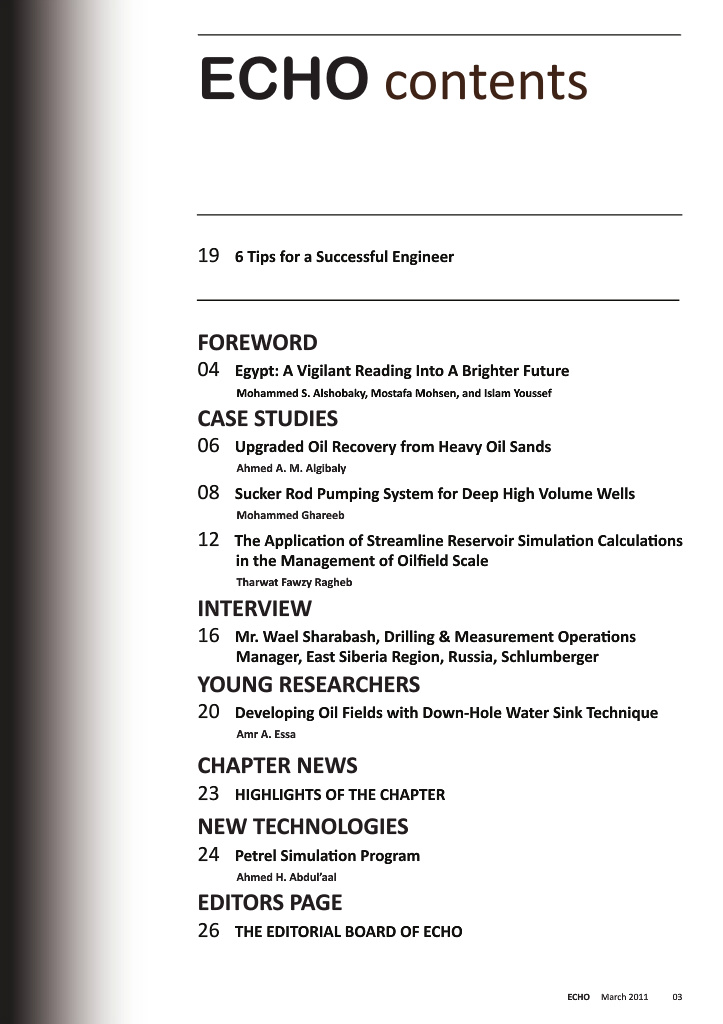 ECHO contents
19 6 Tips for a Successful Engineer
FOREWORD
04 Egypt: A Vigilant Reading Into A Brighter Future
Mohammed S. Alshobaky, Mostafa Mohsen, and Islam Youssef
CASE STUDIES
06 Upgraded Oil Recovery from Heavy Oil Sands
Ahmed A. M. Algibaly
08 Sucker Rod Pumping System for Deep High Volume Wells
Mohammed Ghareeb
12 The Application of Streamline Reservoir Simulation Calculations
in the Management of Oilfield Scale
Tharwat Fawzy Ragheb
INTERVIEW
16 Mr. Wael Sharabash, Drilling & Measurement Operations
Manager, East Siberia Region, Russia, Schlumberger
YOUNG RESEARCHERS
20 Developing Oil Fields with Down-Hole Water Sink Technique
Amr A. Essa
CHAPTER NEWS
23 HIGHLIGHTS OF THE CHAPTER
NEW TECHNOLOGIES
24 Petrel Simulation Program
Ahmed H. Abdul’aal
EDITORS PAGE
26 THE EDITORIAL BOARD OF ECHO
ECHO March 2011 03